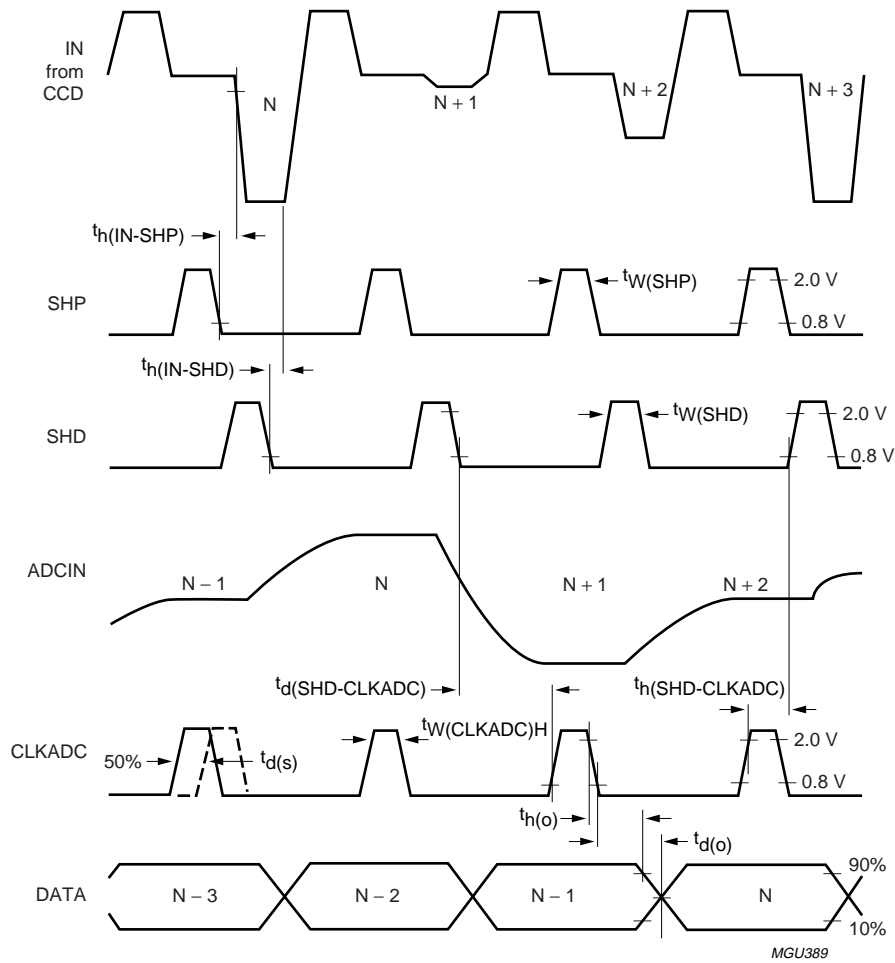 IN
from
CCD
N
N + 1
N + 2
N + 3
th(IN-SHP)
SHP
tW(SHP)
2.0 V
0.8 V
th(IN-SHD)
SHD
tW(SHD)
2.0 V
0.8 V
ADCIN
N − 1
N
N + 1
N + 2
td(SHD-CLKADC)
th(SHD-CLKADC)
CLKADC
50%
td(s)
tW(CLKADC)H
2.0 V
0.8 V
th(o)
td(o)
DATA
N − 3
N − 2
N − 1
N
90%
10%
MGU389